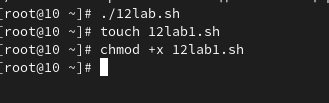 [root@10 ~]# ./12lab.sh
[root@10 ~]# touch 12lab1.sh
[root@10 ~]# chmod +x 12lab1.sh
[root@10 ~]#